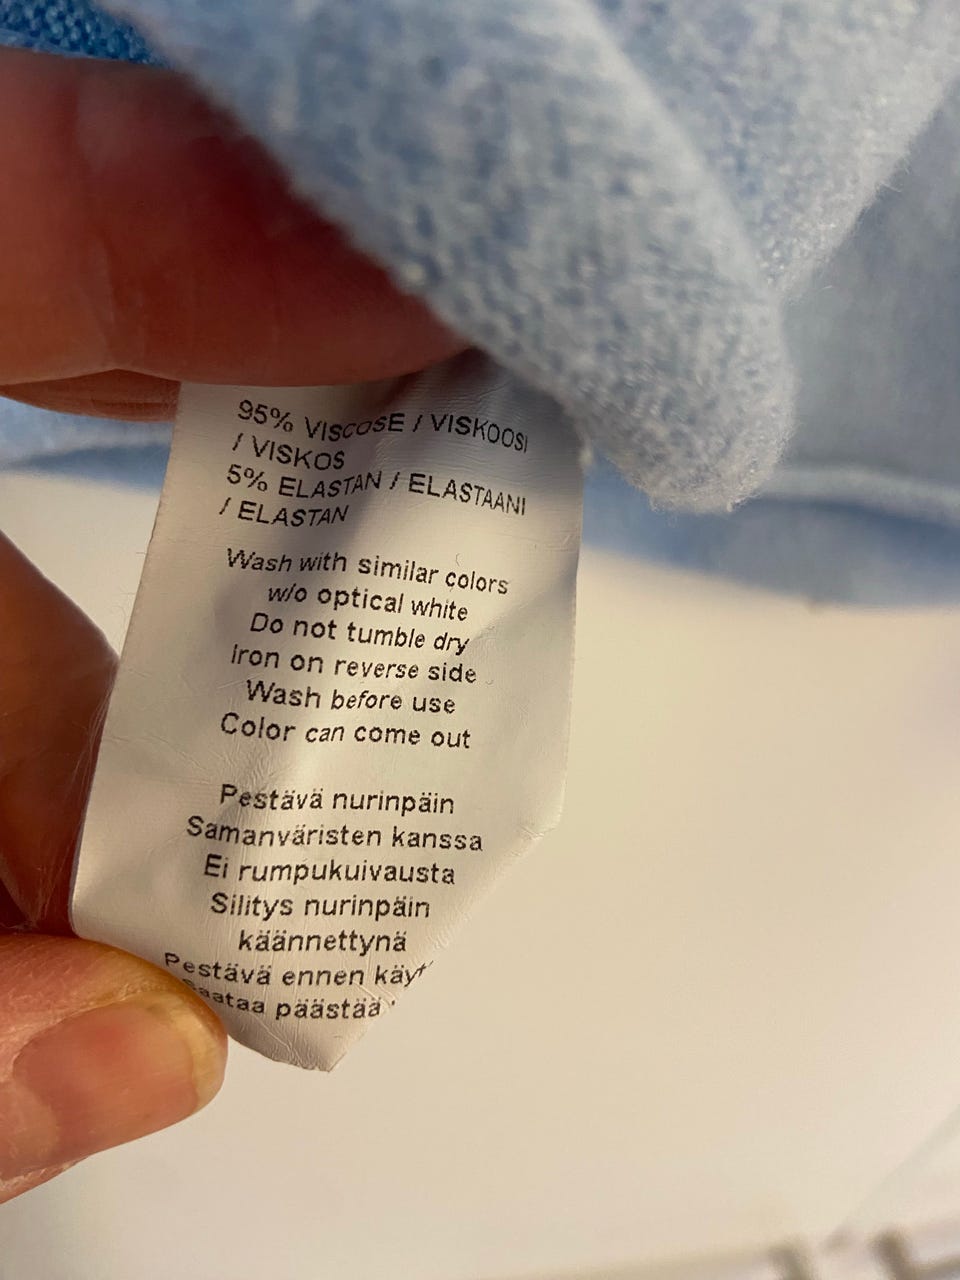 95% VISCOSE / VISKOOSI
/ VISKOS
5% ELASTAN / ELASTAANI
/ ELASTAN
Wash with similar colors
w/o optical white
Do not tumble dry
Iron on reverse side
Wash before use
Color can come out
Pestävä nurinpäin
Samanväristen kanssa
Ei rumpukuivausta
Silitys nurinpäin
käännettynä
Pestävä ennen
päästää